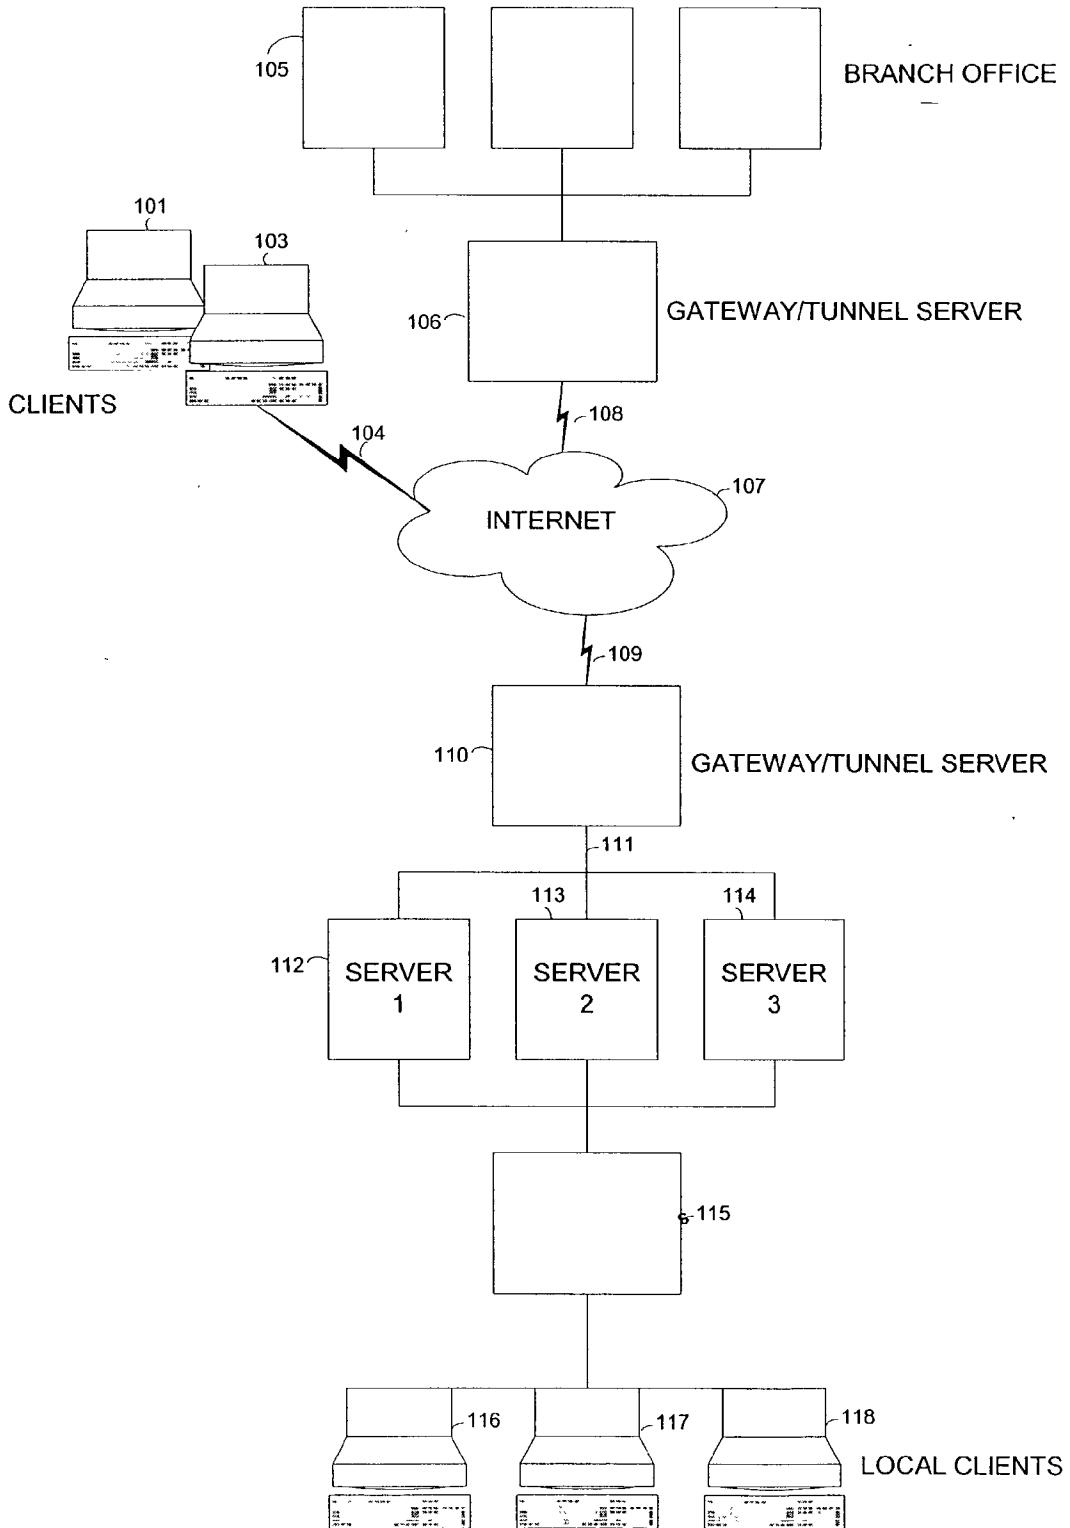 105
BRANCH OFFICE
101
103
106
GATEWAY/TUNNEL SERVER
CLIENTS
108
104
107
INTERNET
109
110
GATEWAY/TUNNEL SERVER
111
113
114
112
SERVER
1
SERVER
2
SERVER
3
115
116
117
118
LOCAL CLIENTS